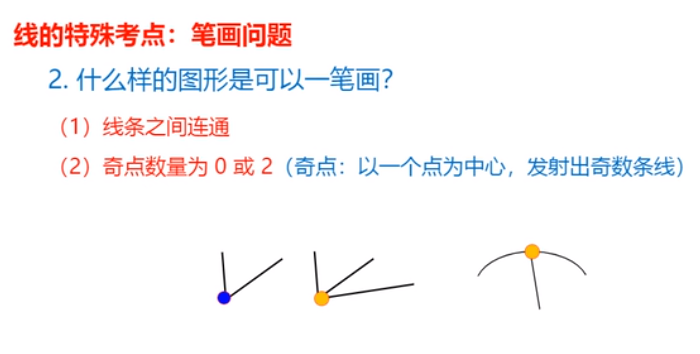 线的特殊考点：笔画问题
2. 什么样的图形是可以一笔画？
（1）线条之间连通
（2）奇点数量为 0 或 2（奇点：以一个点为中心，发射出奇数条线）